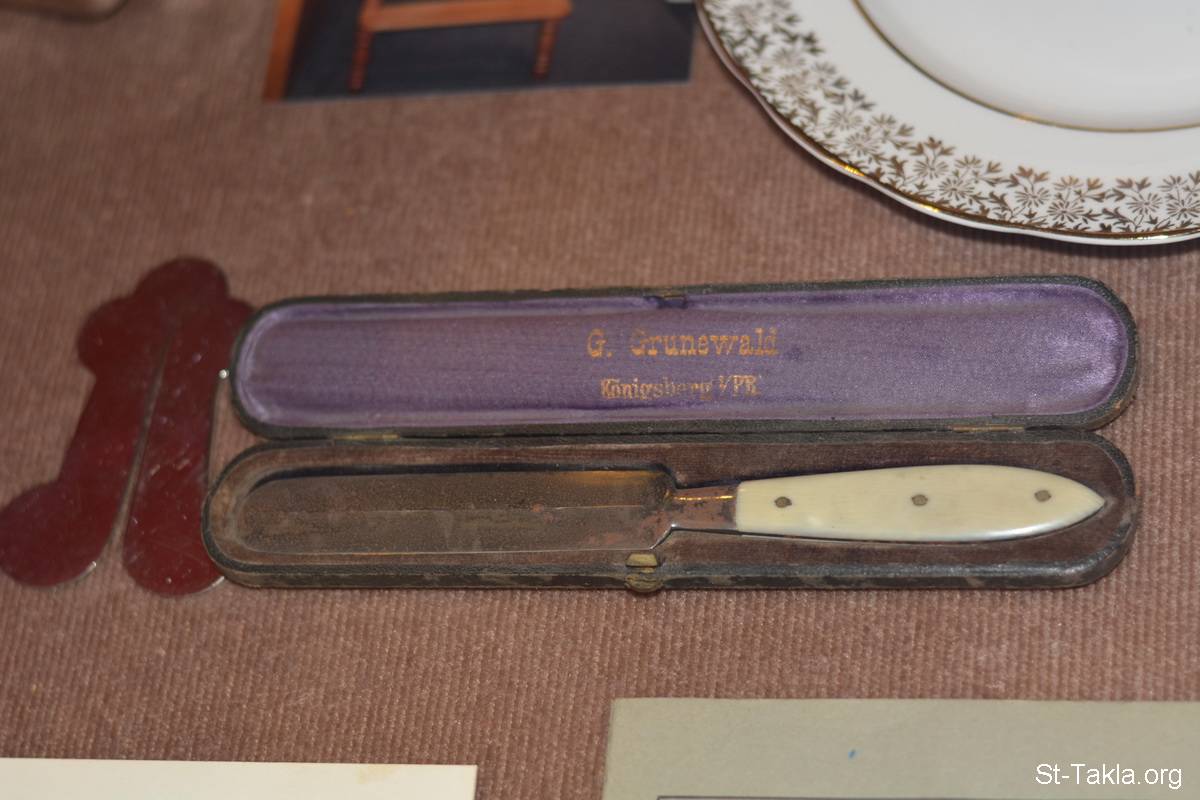 G. Grunewald
Königsberg i/PR
St-Takla.org